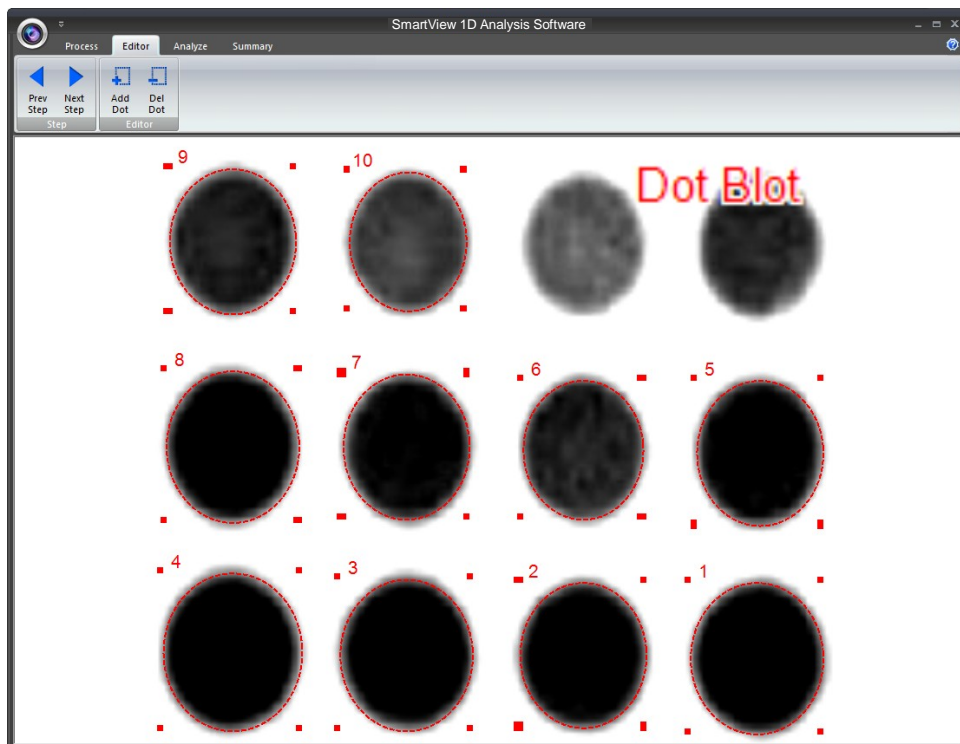 SmartView 1D Analysis Software
Process Editor Analyze Summary
Prev Step Next Step Add Dot Del Dot
Step Editor
9 10
Dot Blot
8 7 6 5
4 3 2 1